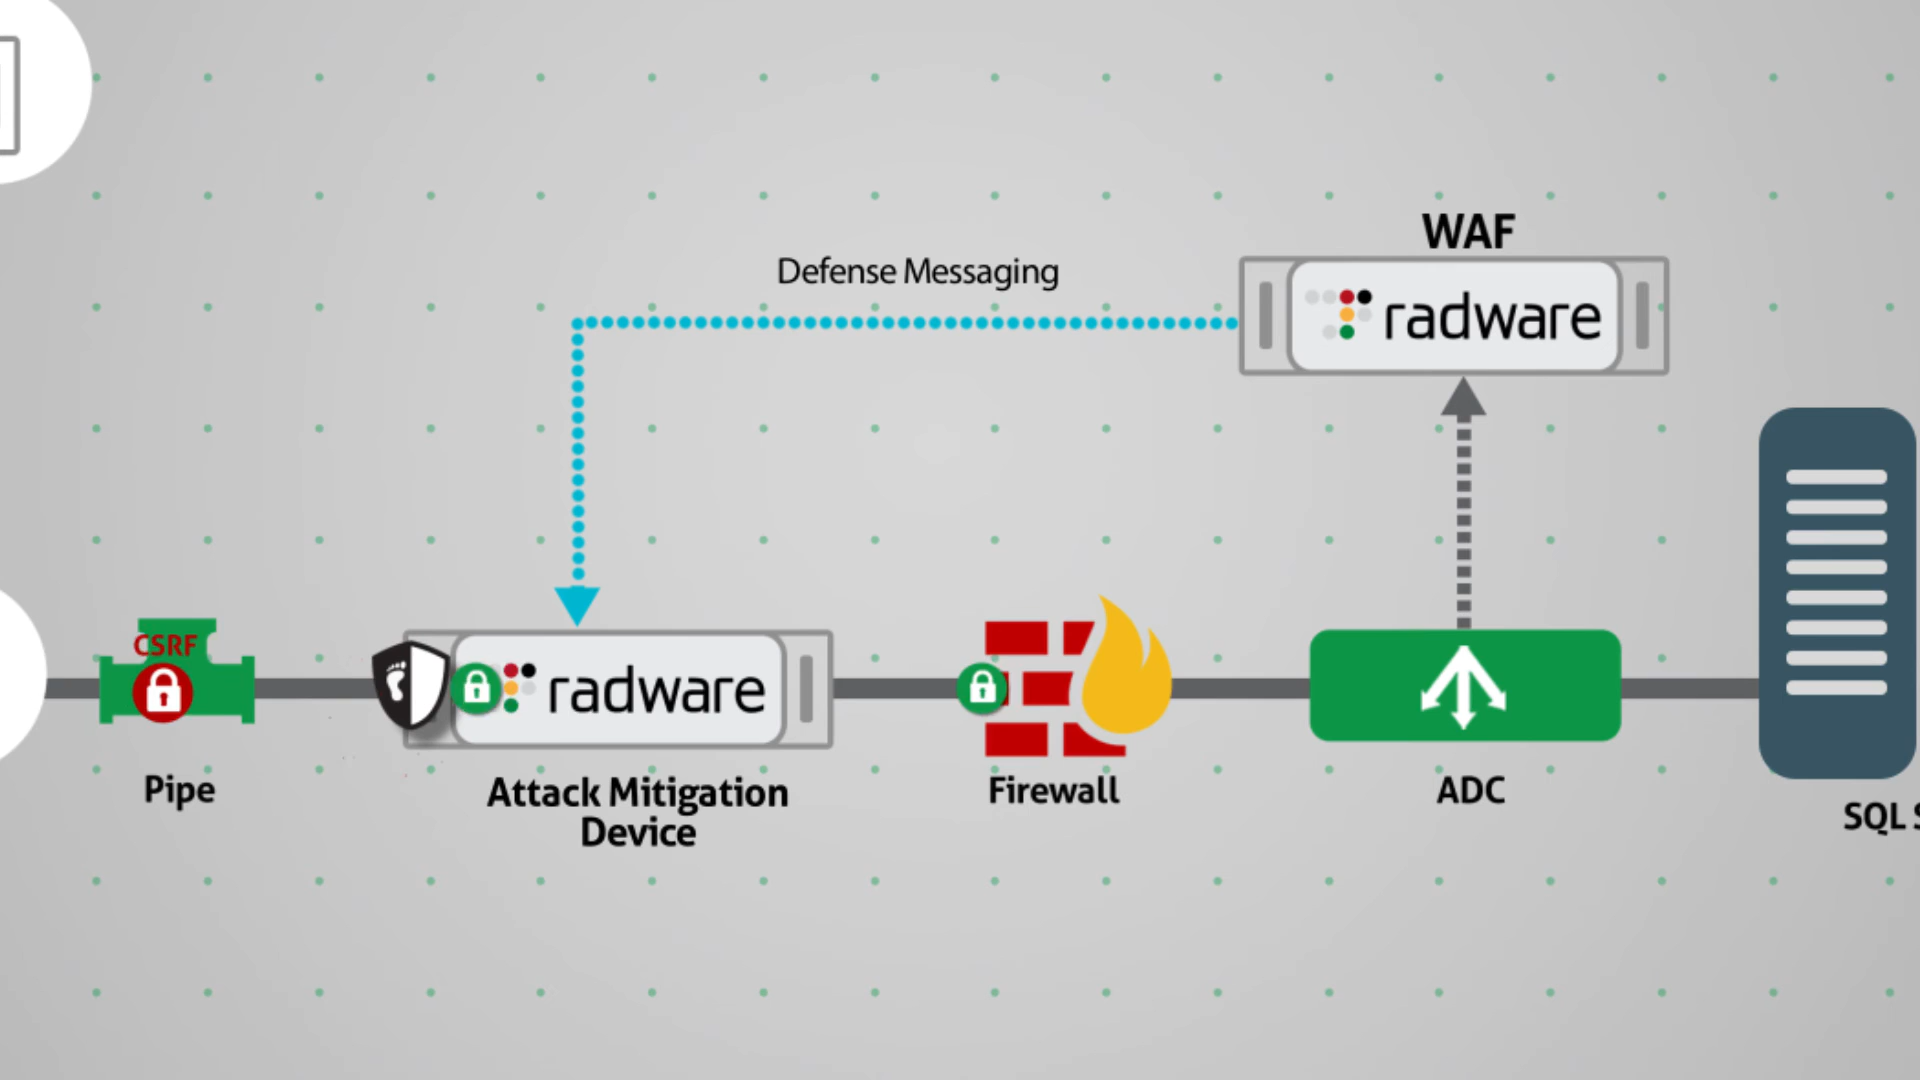 WAF
Defense Messaging
radware
CSRF
radware
Pipe
Attack Mitigation
Device
Firewall
ADC
SQL